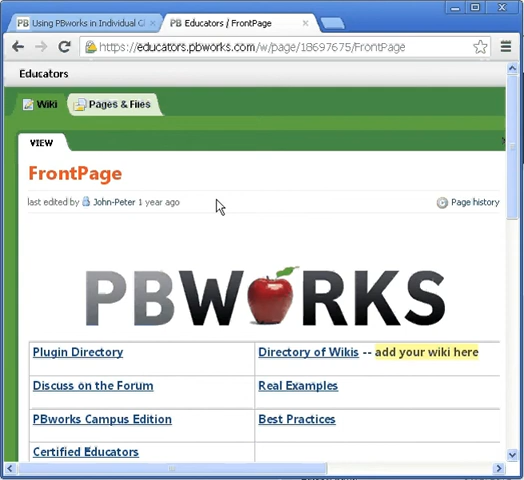 Using PBworks in Individual Cl
PB Educators / FrontPage
https://educators.pbworks.com/w/page/18697675/FrontPage
Educators
Wiki Pages & Files
VIEW
FrontPage
last edited by John-Peter 1 year ago Page history
PBWORKS
Plugin Directory Directory of Wikis -- add your wiki here
Discuss on the Forum Real Examples
PBworks Campus Edition Best Practices
Certified Educators